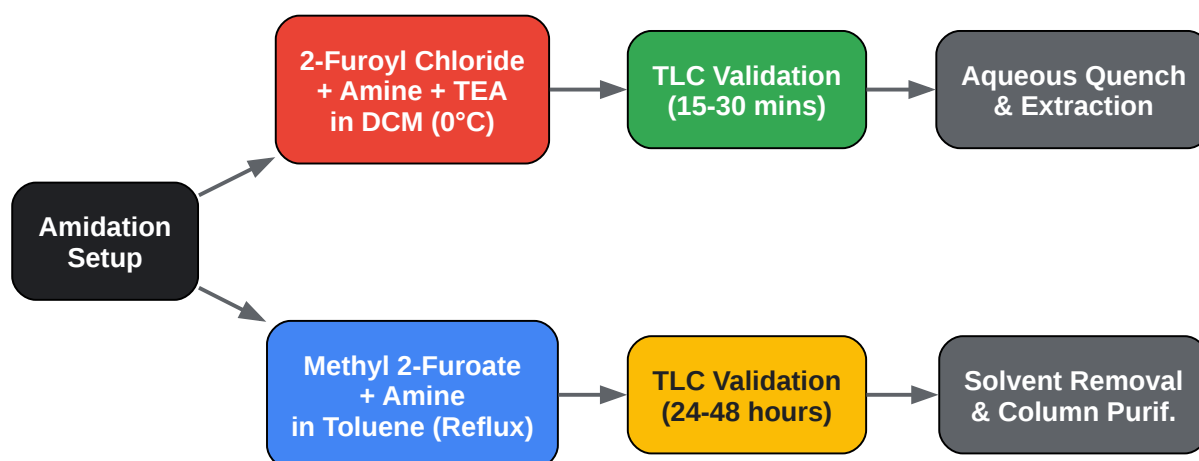 Amidation
Setup
2-Furoyl Chloride
+ Amine + TEA
in DCM (0°C)
TLC Validation
(15-30 mins)
Aqueous Quench
& Extraction
Methyl 2-Furoate
+ Amine
in Toluene (Reflux)
TLC Validation
(24-48 hours)
Solvent Removal
& Column Purif.